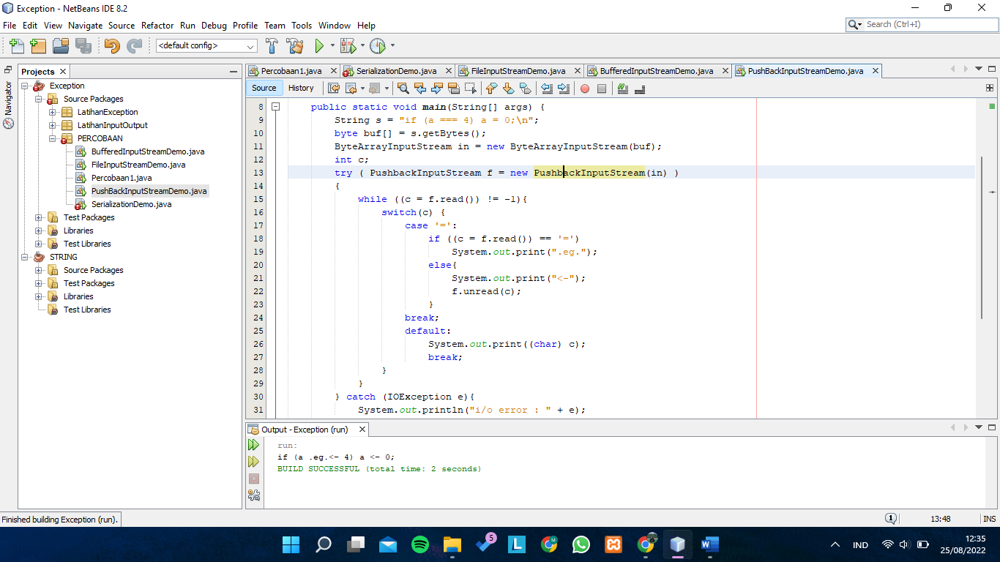 Exception - NetBeans IDE 8.2
File Edit View Navigate Source Refactor Run Debug Profile Team Tools Window Help
Search (Ctrl+I)
<default config>
Projects
Navigator
Exception
Source Packages
LatihanException
LatihanInputOutput
PERCOBAAN
BufferedInputStreamDemo.java
FileInputStreamDemo.java
Percobaan1.java
PushBackInputStreamDemo.java
SerializationDemo.java
Test Packages
Libraries
Test Libraries
STRING
Source Packages
Test Packages
Libraries
Test Libraries
Percobaan1.java SerializationDemo.java FileInputStreamDemo.java BufferedInputStreamDemo.java PushBackInputStreamDemo.java
Source History
8 public static void main(String[] args) {
9 String s = "if (a === 4) a = 0;\n";
10 byte buf[] = s.getBytes();
11 ByteArrayInputStream in = new ByteArrayInputStream(buf);
12 int c;
13 try ( PushbackInputStream f = new PushbackInputStream(in) )
14 {
15 while ((c = f.read()) != -1){
16 switch(c) {
17 case '=':
18 if ((c = f.read()) == '=')
19 System.out.print(".eg.");
20 else{
21 System.out.print("<-");
22 f.unread(c);
23 }
24 break;
25 default:
26 System.out.print((char) c);
27 break;
28 }
29 }
30 } catch (IOException e){
31 System.out.println("i/o error : " + e);
Output - Exception (run)
run:
if (a .eg.<- 4) a <- 0;
BUILD SUCCESSFUL (total time: 2 seconds)
Finished building Exception (run).
1
13:48
INS
5
L
W
IND
12:35
25/08/2022